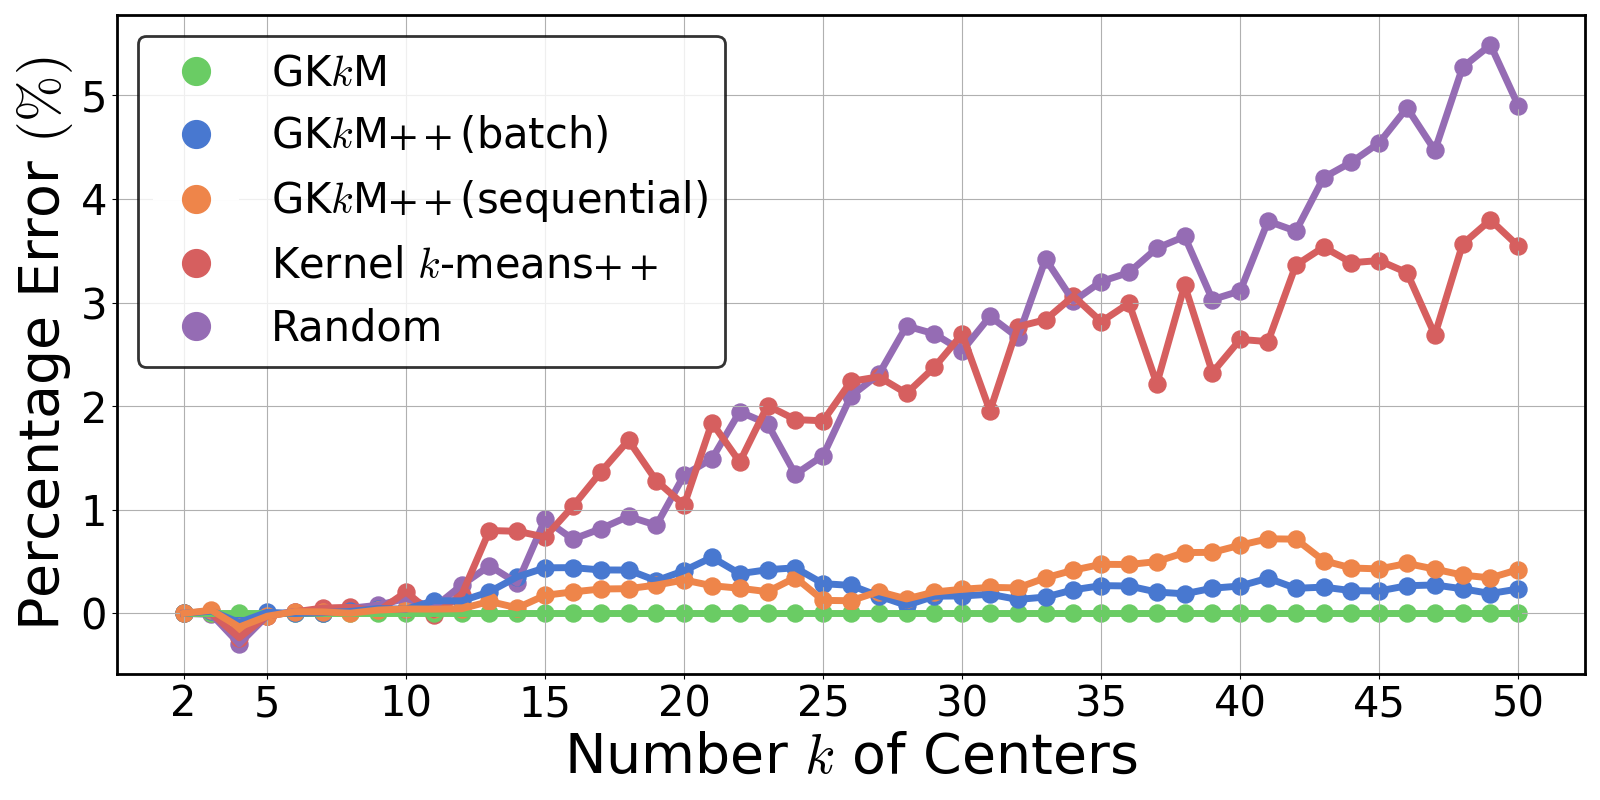 GKkM
GKkM++(batch)
GKkM++(sequential)
Kernel k-means++
Random
Percentage Error (%)
5
4
3
2
1
0
2 5 10 15 20 25 30 35 40 45 50
Number k of Centers